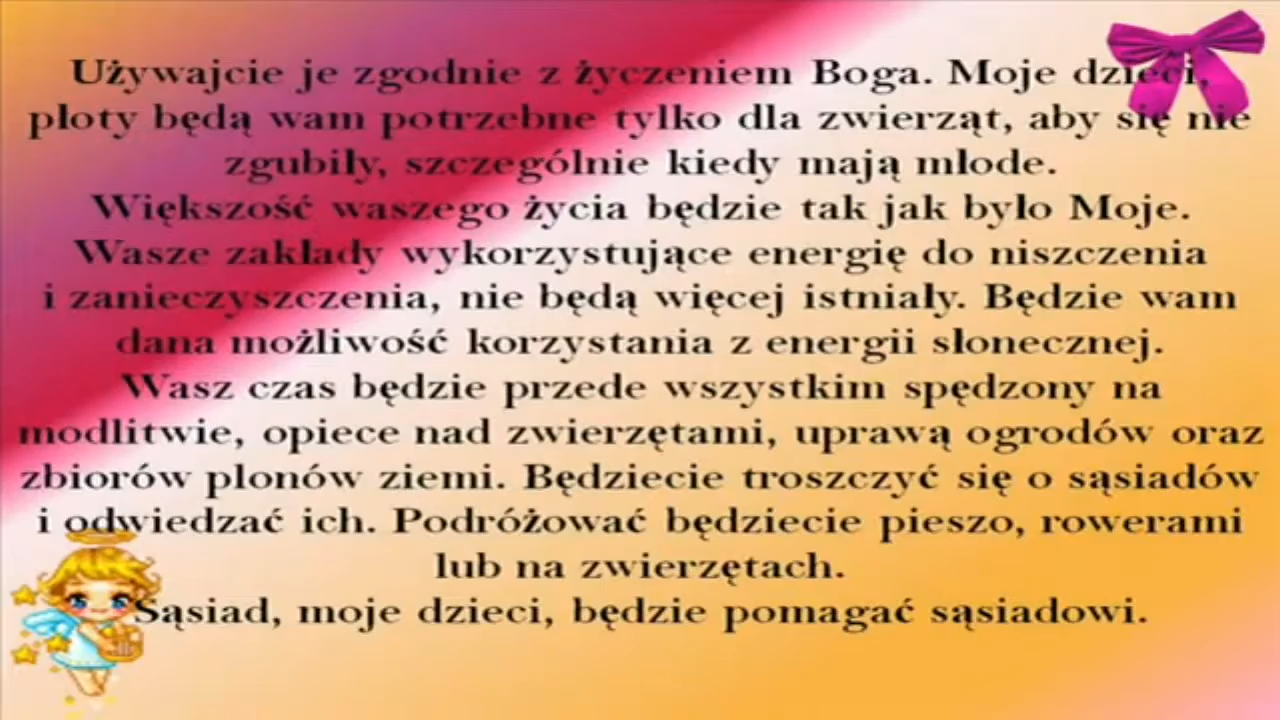 Używajcie je zgodnie z życzeniem Boga. Moje dzieci,
płoty będą wam potrzebne tylko dla zwierząt, aby się nie
zgubiły, szczególnie kiedy mają młode.
Większość waszego życia będzie tak jak było Moje.
Wasze zakłady wykorzystujące energię do niszczenia
i zanieczyszczenia, nie będą więcej istniały. Będzie wam
dana możliwość korzystania z energii słonecznej.
Wasz czas będzie przede wszystkim spędzony na
modlitwie, opiece nad zwierzętami, uprawą ogrodów oraz
zbiorów plonów ziemi. Będziecie troszczyć się o sąsiadów
i odwiedzać ich. Podróżować będziecie pieszo, rowerami
lub na zwierzętach.
Sąsiad, moje dzieci, będzie pomagać sąsiadowi.